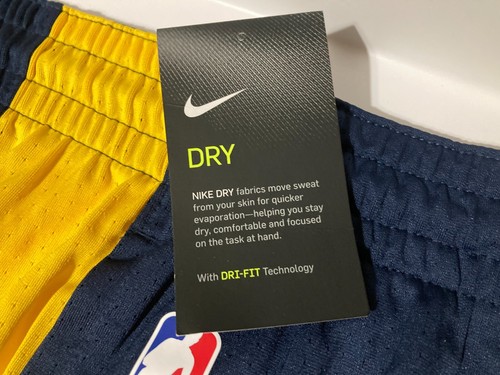 DRY
NIKE DRY fabrics move sweat
from your skin for quicker
evaporation—helping you stay
dry, comfortable and focused
on the task at hand.
With DRI-FIT Technology